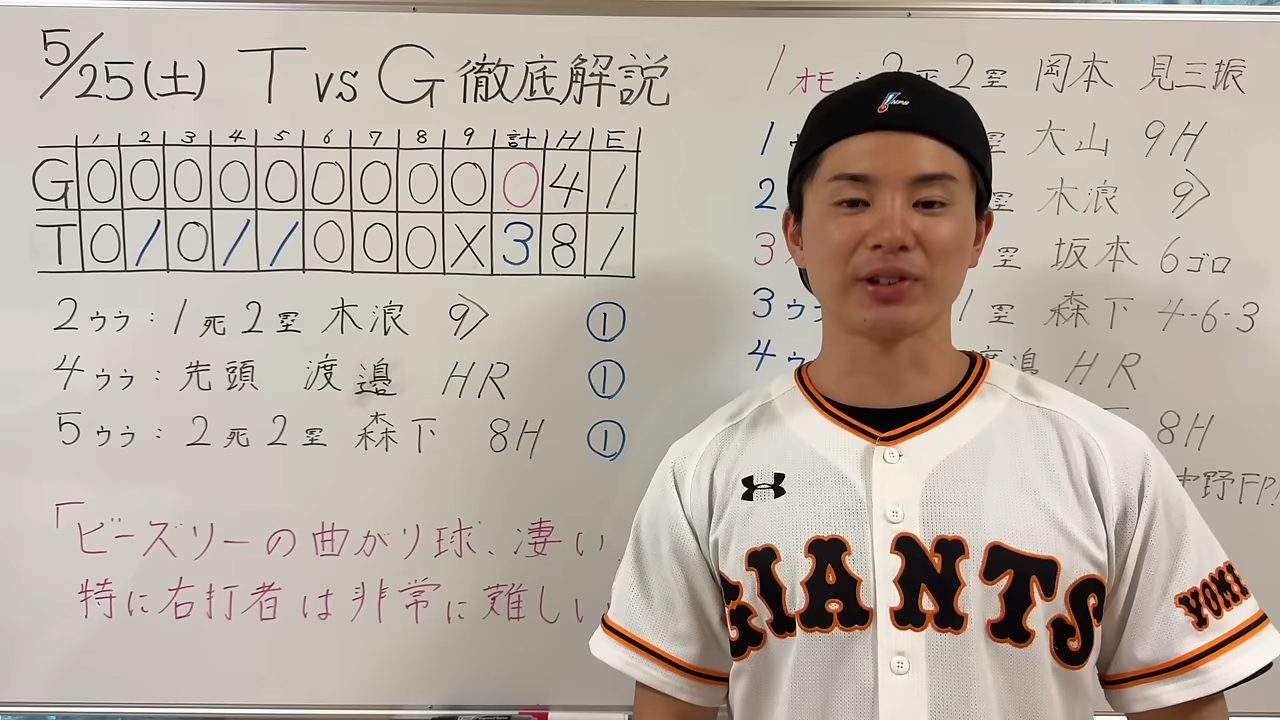 5/25(土) T vs G 徹底解説
1 2 3 4 5 6 7 8 9 計 H E
G 0 0 0 0 0 0 0 0 0 0 4 1
T 0 1 0 1 1 0 0 0 X 3 8 1
2ウラ:1死2塁 木浪 9> ①
4ウラ:先頭 渡邉 HR ①
5ウラ:2死2塁 森下 8H ①
「ビーズリーの曲がり球、凄い
特に右打者は非常に難しい
1オモ:2死2塁 岡本 見三振
1 塁 大山 9H
2 塁 木浪 9>
3 塁 坂本 6ゴロ
3ウラ 1塁 森下 4-6-3
4ウ 渡邉 HR
8H
中野FP!
GIANTS
YOMI